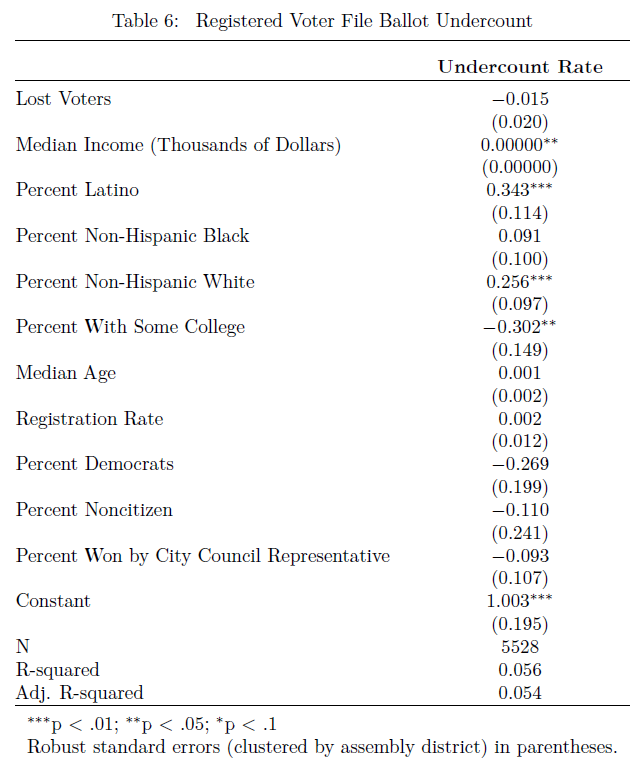 Table 6: Registered Voter File Ballot Undercount
Undercount Rate
Lost Voters −0.015
(0.020)
Median Income (Thousands of Dollars) 0.00000**
(0.00000)
Percent Latino 0.343***
(0.114)
Percent Non-Hispanic Black 0.091
(0.100)
Percent Non-Hispanic White 0.256***
(0.097)
Percent With Some College −0.302**
(0.149)
Median Age 0.001
(0.002)
Registration Rate 0.002
(0.012)
Percent Democrats −0.269
(0.199)
Percent Noncitizen −0.110
(0.241)
Percent Won by City Council Representative −0.093
(0.107)
Constant 1.003***
(0.195)
N 5528
R-squared 0.056
Adj. R-squared 0.054
***p < .01; **p < .05; *p < .1
Robust standard errors (clustered by assembly district) in parentheses.